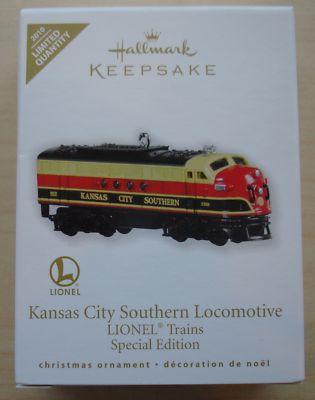 2010
LIMITED
QUANTITY
Hallmark
KEEPSAKE
KANSAS CITY SOUTHERN
LIONEL
Kansas City Southern Locomotive
LIONEL® Trains
Special Edition
christmas ornament • décoration de noël